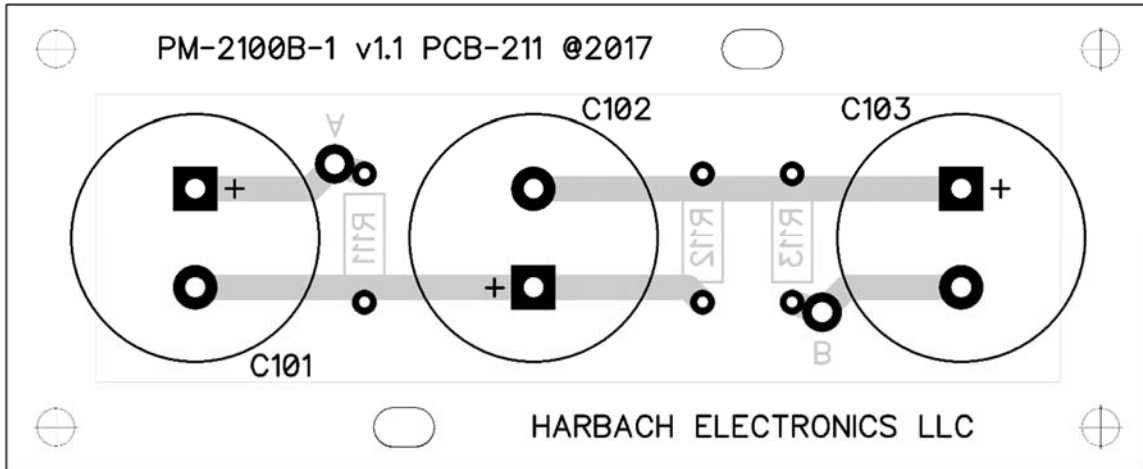 PM-2100B-1 v1.1 PCB-211 @2017
C102
C103
A
+
+
R111
R112
R113
+
B
C101
HARBACH ELECTRONICS LLC